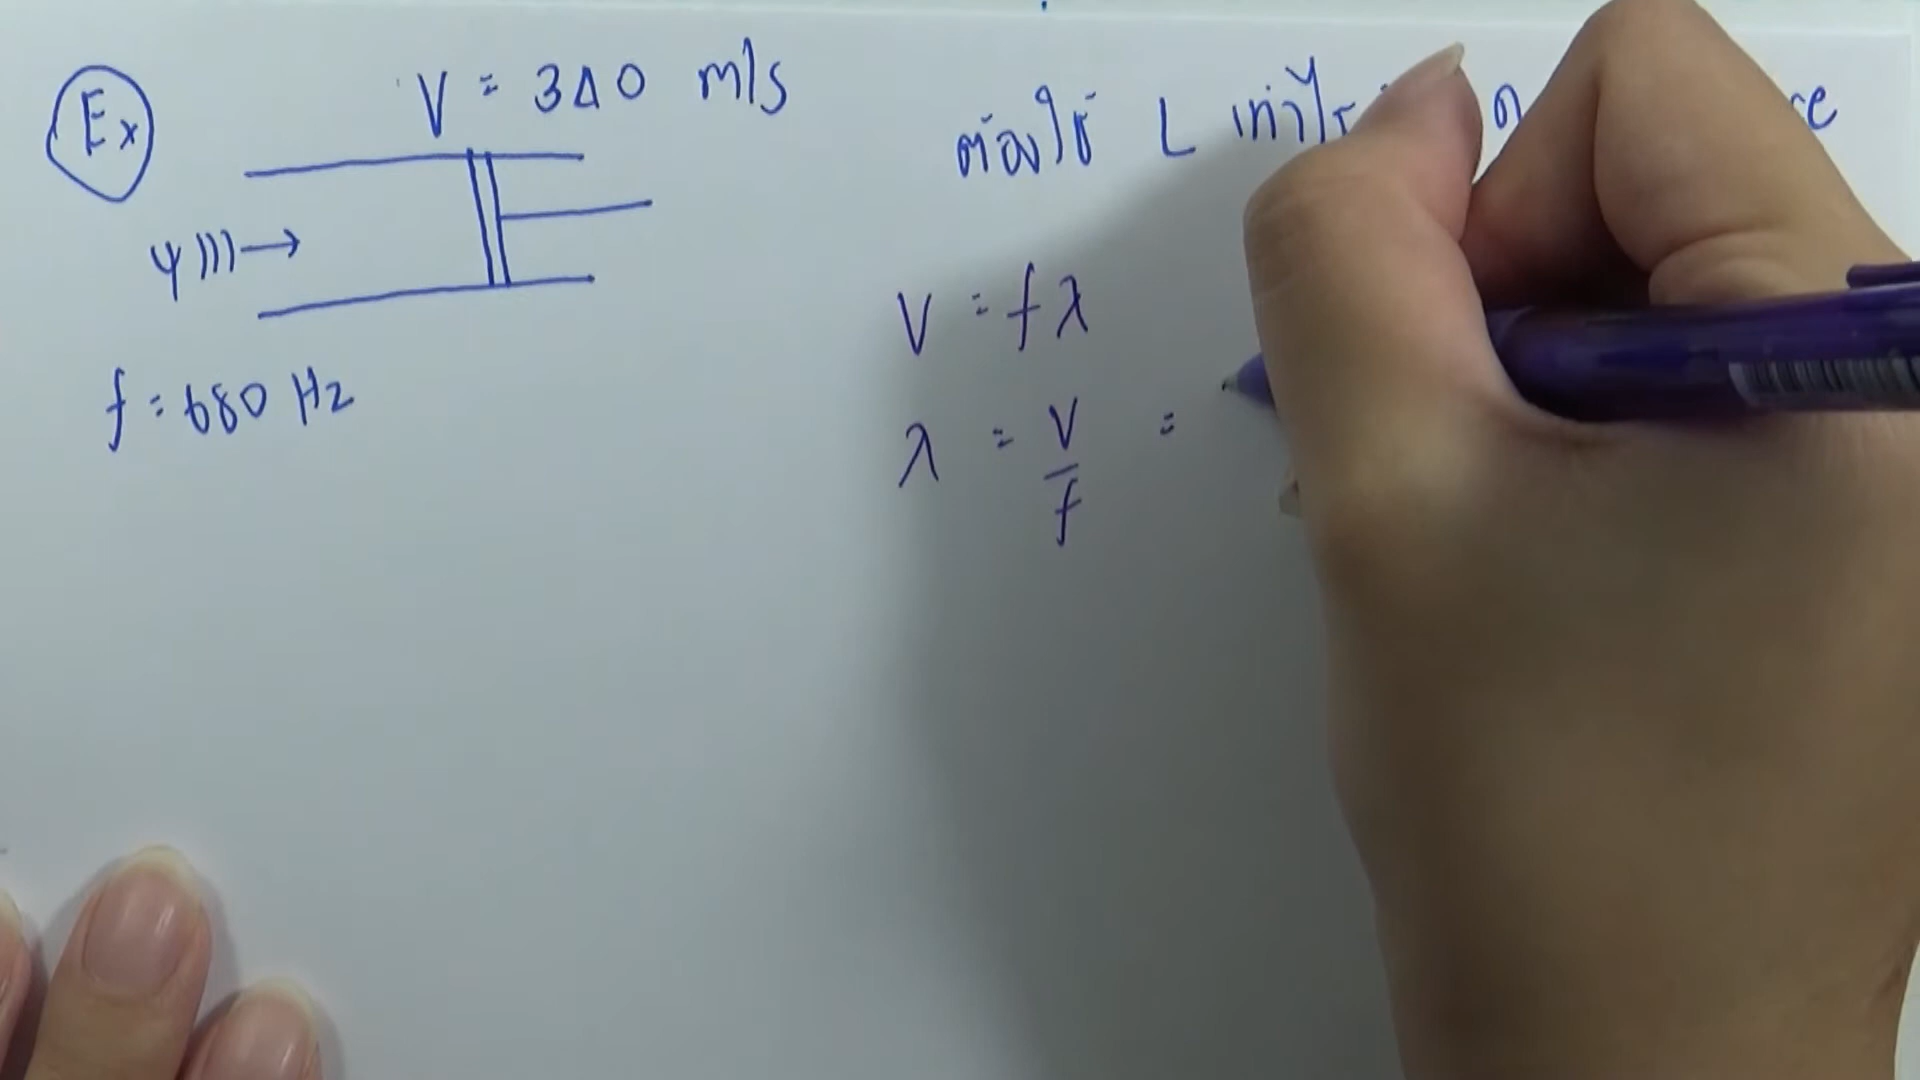 Ex
V = 340 m/s
ต้องใช้ L เท่าไร
ψ )))→
f = 680 Hz
V = fλ
λ = V/f =